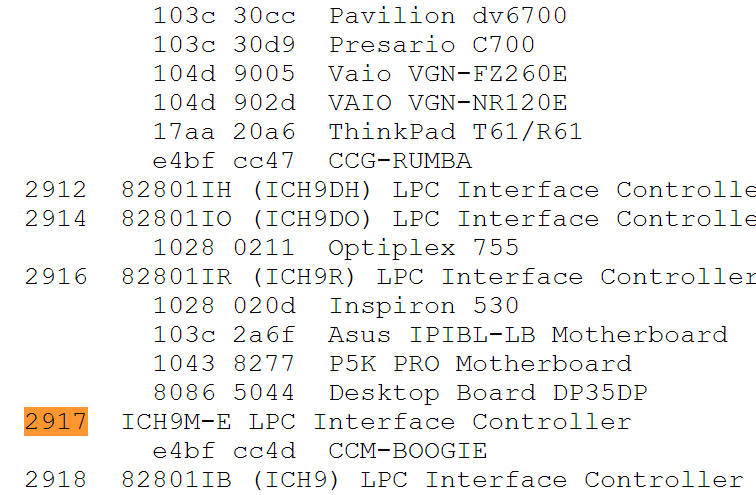 103c 30cc Pavilion dv6700
103c 30d9 Presario C700
104d 9005 Vaio VGN-FZ260E
104d 902d VAIO VGN-NR120E
17aa 20a6 ThinkPad T61/R61
e4bf cc47 CCG-RUMBA
2912 82801IH (ICH9DH) LPC Interface Controlle
2914 82801IO (ICH9DO) LPC Interface Controlle
1028 0211 Optiplex 755
2916 82801IR (ICH9R) LPC Interface Controller
1028 020d Inspiron 530
103c 2a6f Asus IPIBL-LB Motherboard
1043 8277 P5K PRO Motherboard
8086 5044 Desktop Board DP35DP
2917 ICH9M-E LPC Interface Controller
e4bf cc4d CCM-BOOGIE
2918 82801IB (ICH9) LPC Interface Controller